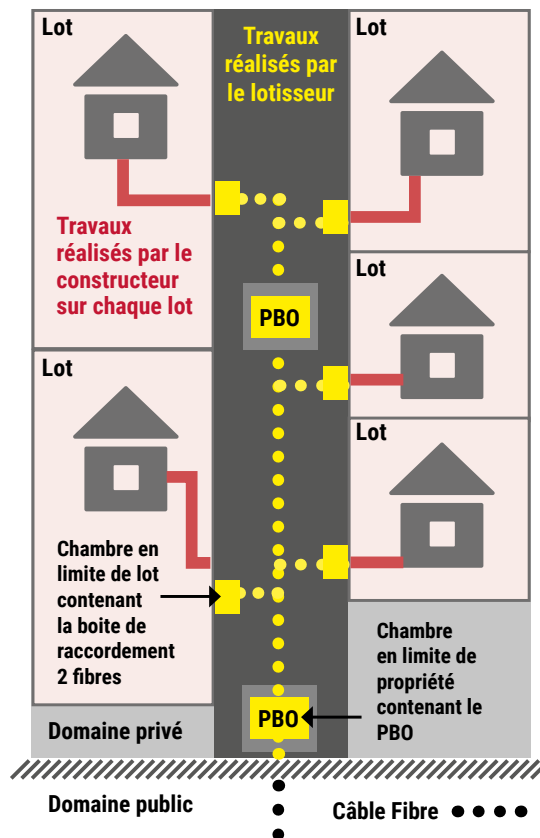 Lot
Travaux
réalisés par
le lotisseur
Lot
Travaux
réalisés par le
constructeur
sur chaque lot
Lot
PBO
Lot
Lot
Chambre en
limite de lot
contenant
la boite de
raccordement
2 fibres
Chambre
en limite de
propriété
contenant le
PBO
PBO
Domaine privé
Domaine public
Câble Fibre